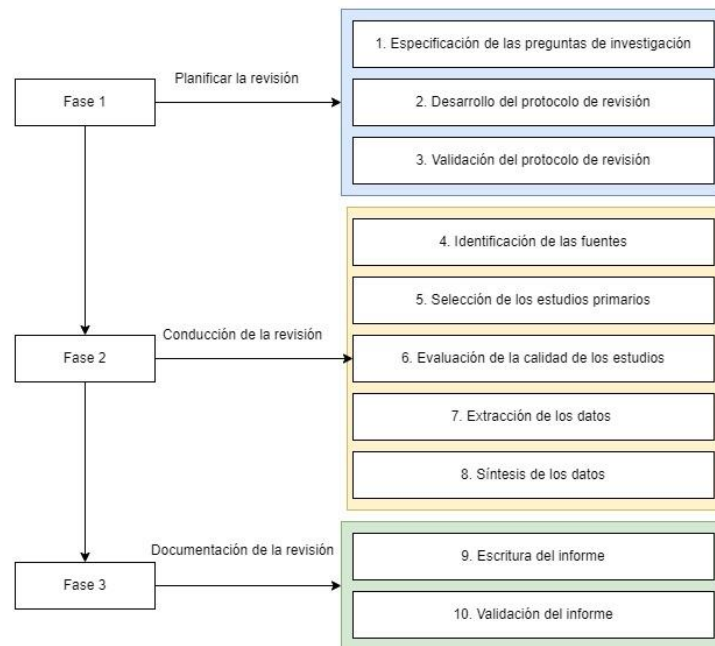 Fase 1
Planificar la revisión
1. Especificación de las preguntas de investigación
2. Desarrollo del protocolo de revisión
3. Validación del protocolo de revisión
Fase 2
Conducción de la revisión
4. Identificación de las fuentes
5. Selección de los estudios primarios
6. Evaluación de la calidad de los estudios
7. Extracción de los datos
8. Síntesis de los datos
Fase 3
Documentación de la revisión
9. Escritura del informe
10. Validación del informe